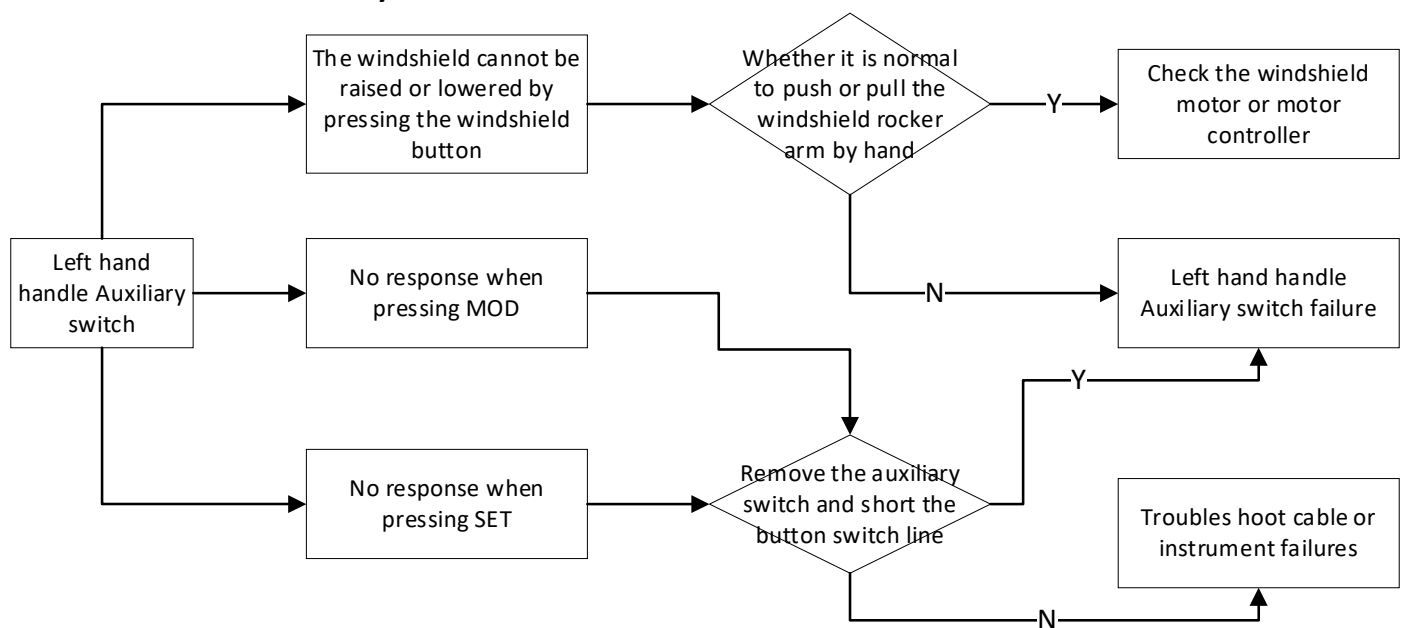 The windshield cannot be
raised or lowered by
pressing the windshield
button
Whether it is normal
to push or pull the
windshield rocker
arm by hand
Y
Check the windshield
motor or motor
controller
Left hand
handle Auxiliary
switch
No response when
pressing MOD
N
Left hand handle
Auxiliary switch failure
Y
No response when
pressing SET
Remove the auxiliary
switch and short the
button switch line
Troubles hoot cable or
instrument failures
N